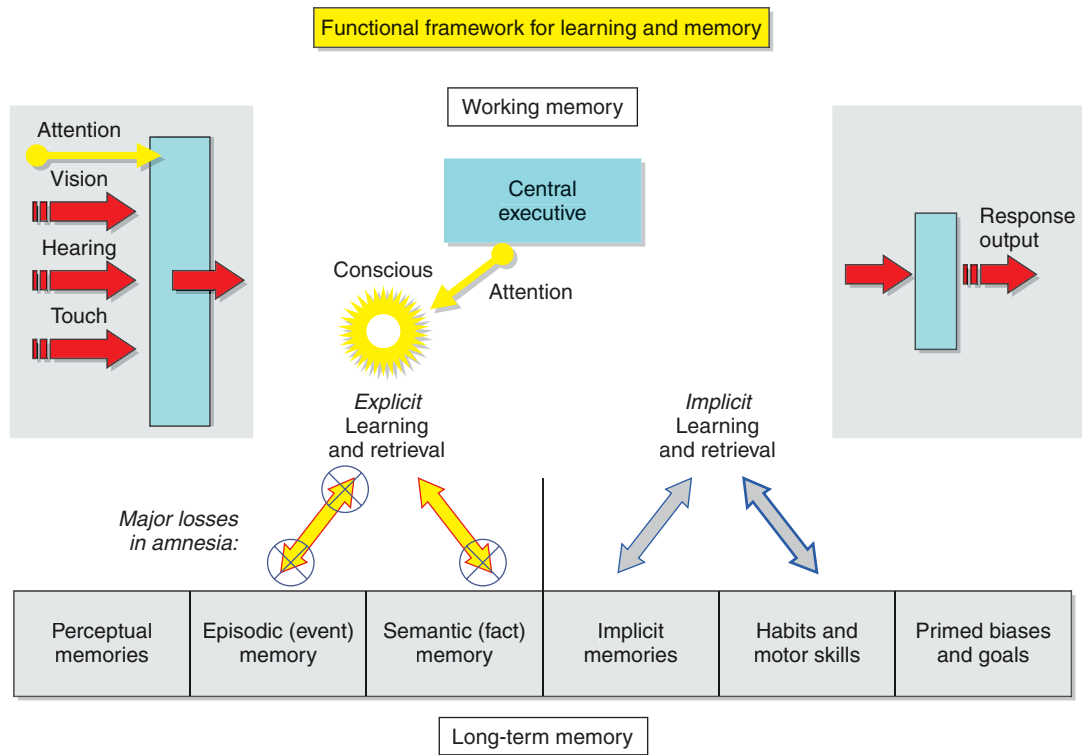 Functional framework for learning and memory
Working memory
Attention
Vision
Hearing
Touch
Central
executive
Conscious
Attention
Response
output
Explicit
Learning
and retrieval
Implicit
Learning
and retrieval
Major losses
in amnesia:
Perceptual
memories
Episodic (event)
memory
Semantic (fact)
memory
Implicit
memories
Habits and
motor skills
Primed biases
and goals
Long-term memory